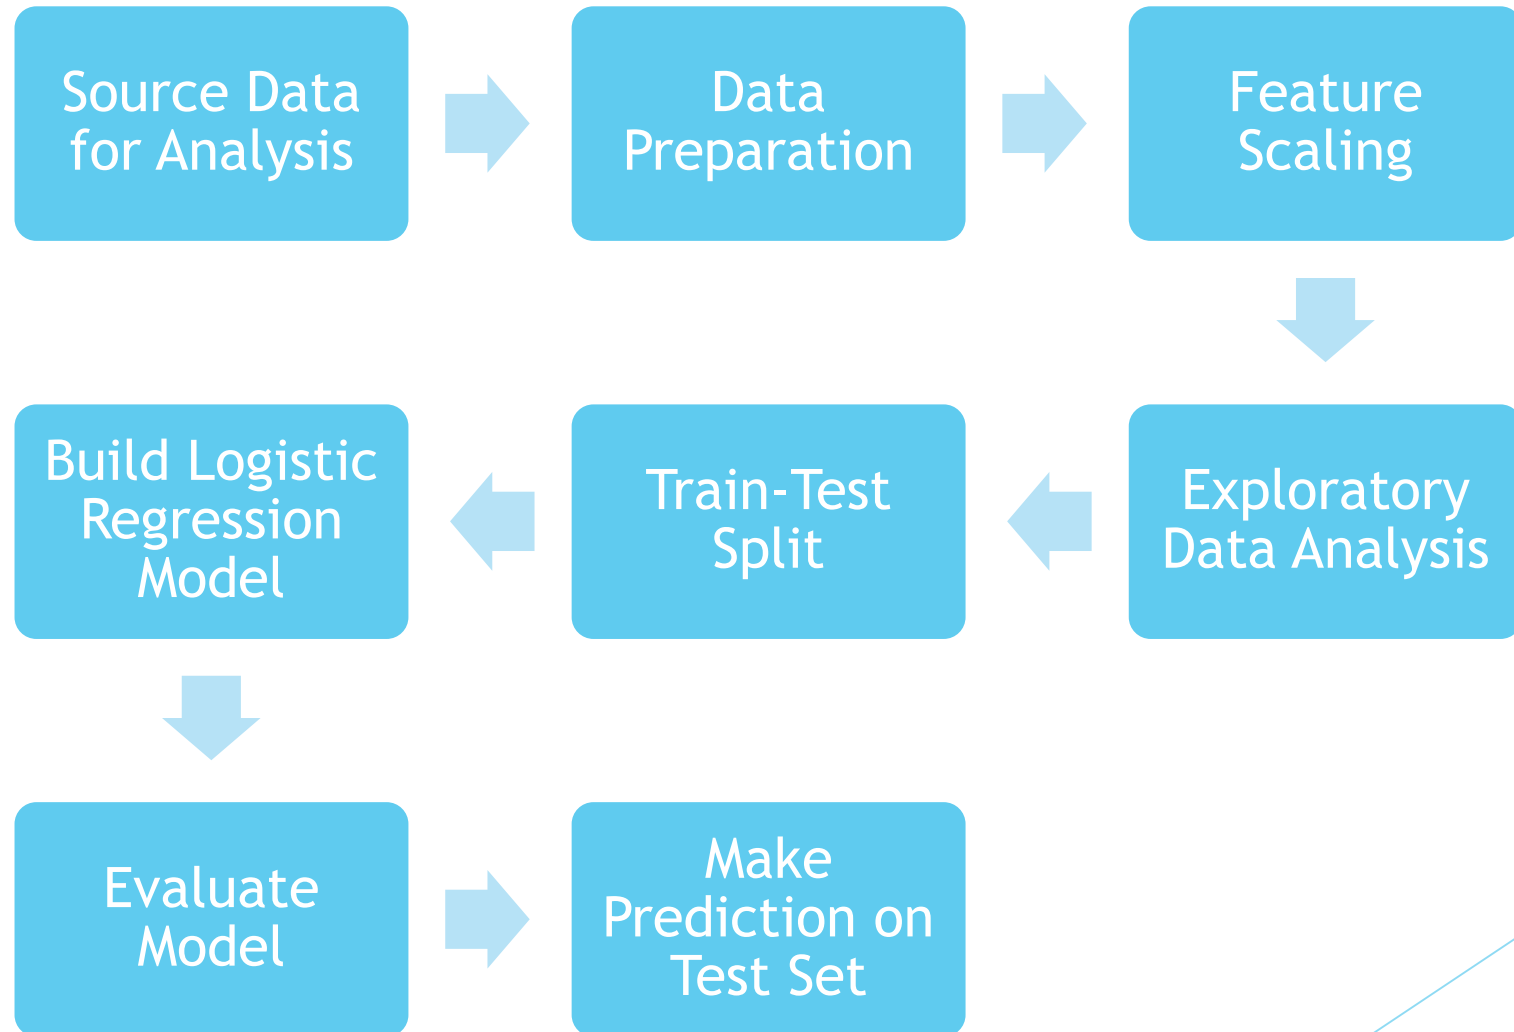 Source Data
for Analysis
Data
Preparation
Feature
Scaling
Exploratory
Data Analysis
Train-Test
Split
Build Logistic
Regression
Model
Evaluate
Model
Make
Prediction on
Test Set